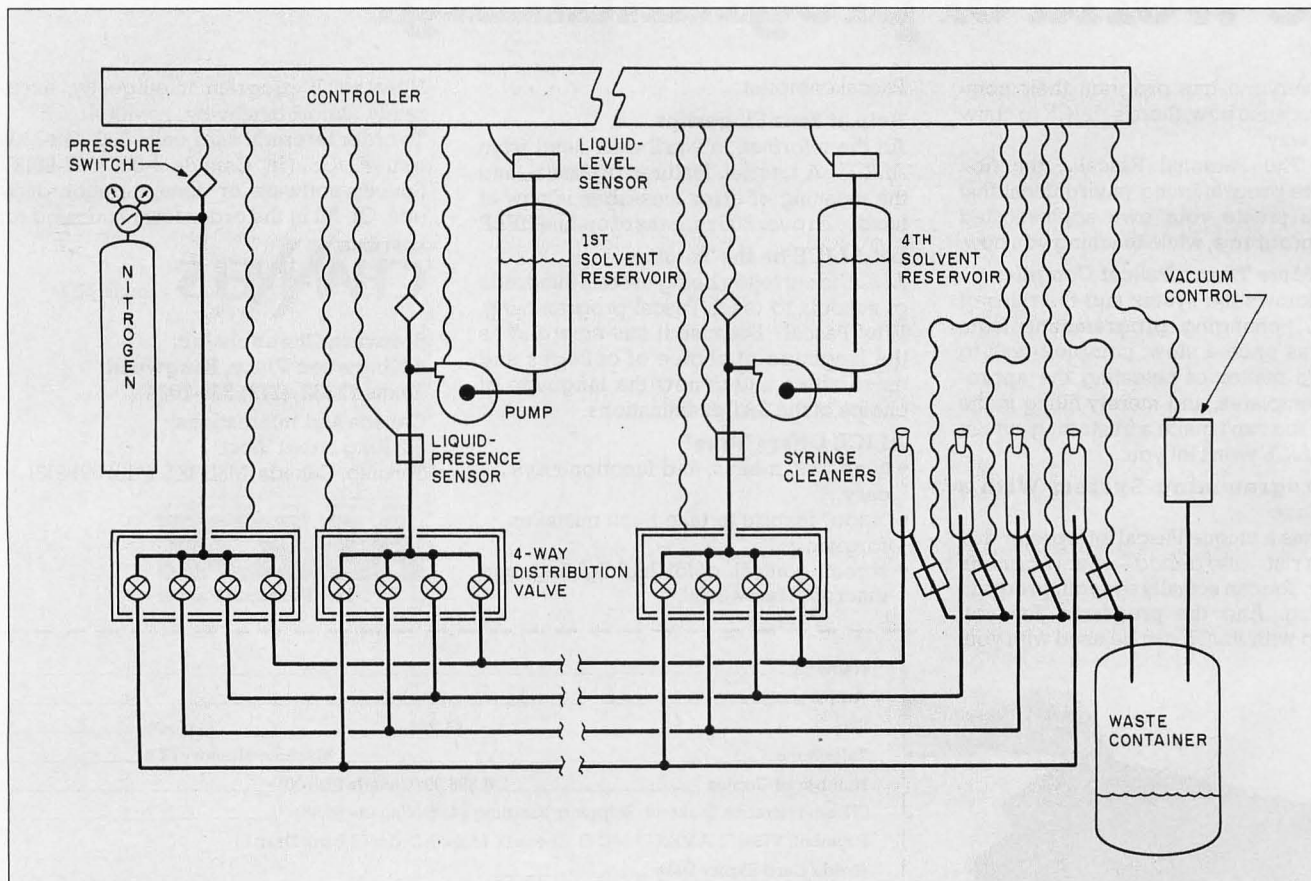 CONTROLLER
PRESSURE
SWITCH
NITROGEN
LIQUID-
LEVEL
SENSOR
1ST
SOLVENT
RESERVOIR
4TH
SOLVENT
RESERVOIR
VACUUM
CONTROL
PUMP
LIQUID-
PRESENCE
SENSOR
SYRINGE
CLEANERS
4-WAY
DISTRIBUTION
VALVE
WASTE
CONTAINER